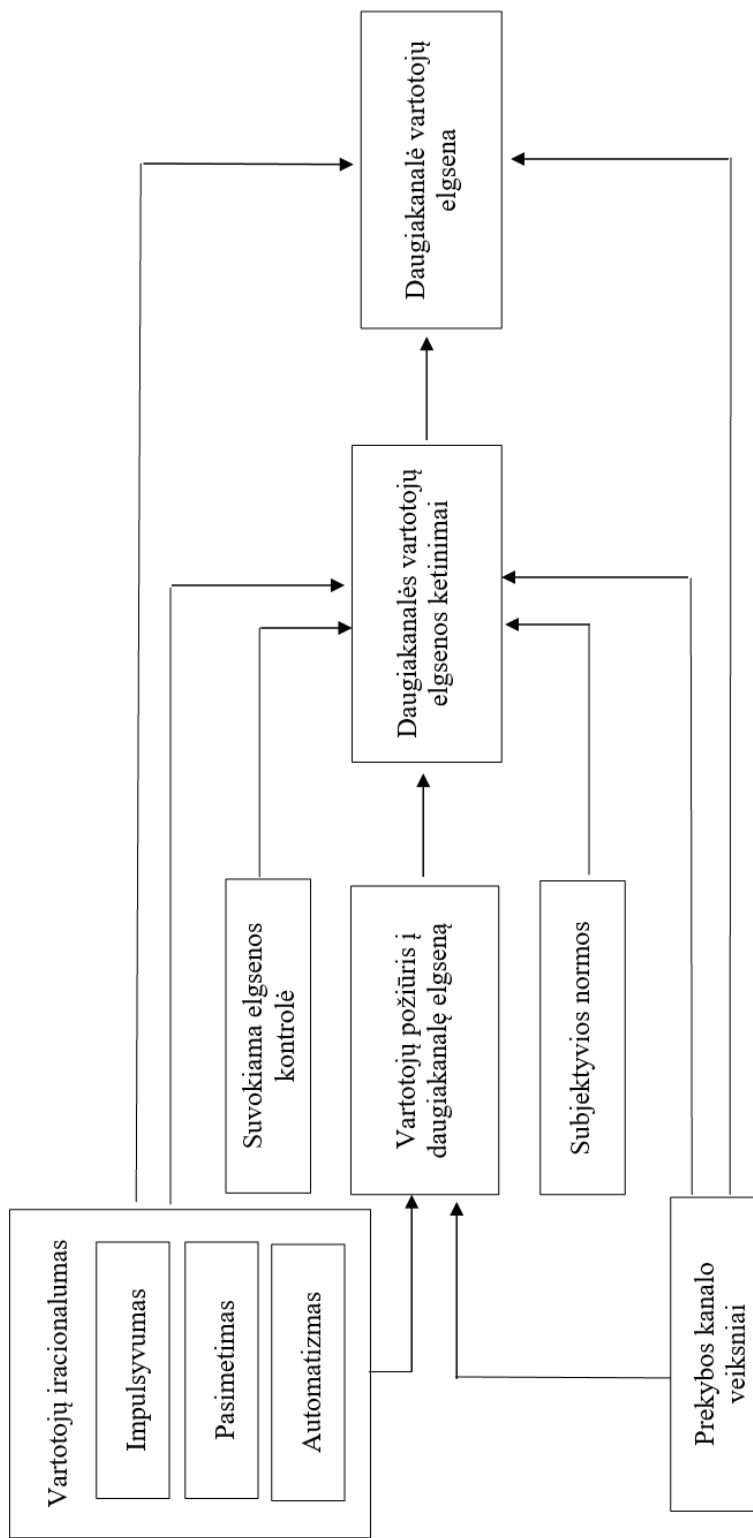 Vartotojų iracionalumas
Impulsyvumas
Pasimetimas
Automatizmas
Suvokiama elgsenos
kontrolė
Vartotojų požiūris į
daugiakanalę elgseną
Subjektyvios normos
Prekybos kanalo
veiksniai
Daugiakanalės vartotojų
elgsenos ketinimai
Daugiakanalė vartotojų
elgsena